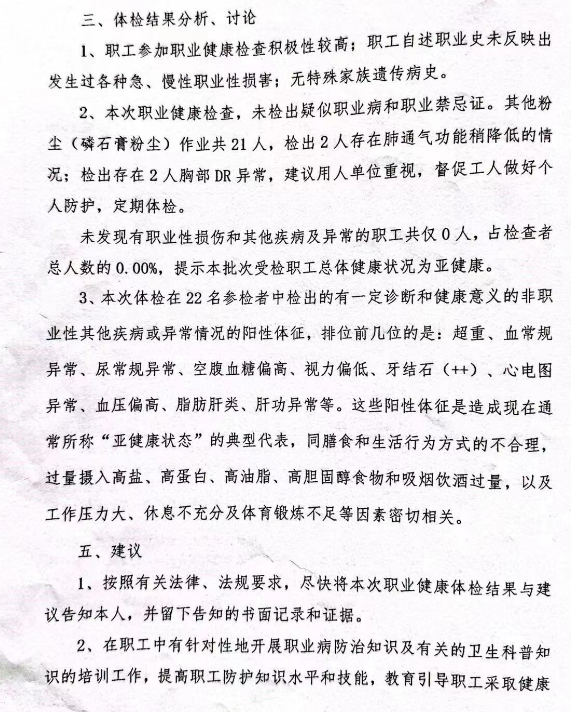 三、体检结果分析、讨论
1、职工参加职业健康检查积极性较高；职工自述职业史未反映出
发生过各种急、慢性职业性损害；无特殊家族遗传病史。
2、本次职业健康检查，未检出疑似职业病和职业禁忌证。其他粉
尘（磷石膏粉尘）作业共21人，检出2人存在肺通气功能稍降低的情
况；检出存在2人胸部DR异常，建议用人单位重视，督促工人做好个
人防护，定期体检。
未发现有职业性损伤和其他疾病及异常的职工共仅0人，占检查者
总人数的0.00%，提示本批次受检职工总体健康状况为亚健康。
3、本次体检在22名参检者中检出的有一定诊断和健康意义的非职
业性其他疾病或异常情况的阳性体征，排位前几位的是：超重、血常规
异常、尿常规异常、空腹血糖偏高、视力偏低、牙结石（++）、心电图
异常、血压偏高、脂肪肝类、肝功异常等。这些阳性体征是造成现在通
常所称“亚健康状态”的典型代表，同膳食和生活行为方式的不合理，
过量摄入高盐、高蛋白、高油脂、高胆固醇食物和吸烟饮酒过量，以及
工作压力大、休息不充分及体育锻炼不足等因素密切相关。
五、建议
1、按照有关法律、法规要求，尽快将本次职业健康体检结果与建
议告知本人，并留下告知的书面记录和证据。
2、在职工中有针对性地开展职业病防治知识及有关的卫生科普知
识的培训工作，提高职工防护知识水平和技能，教育引导职工采取健康